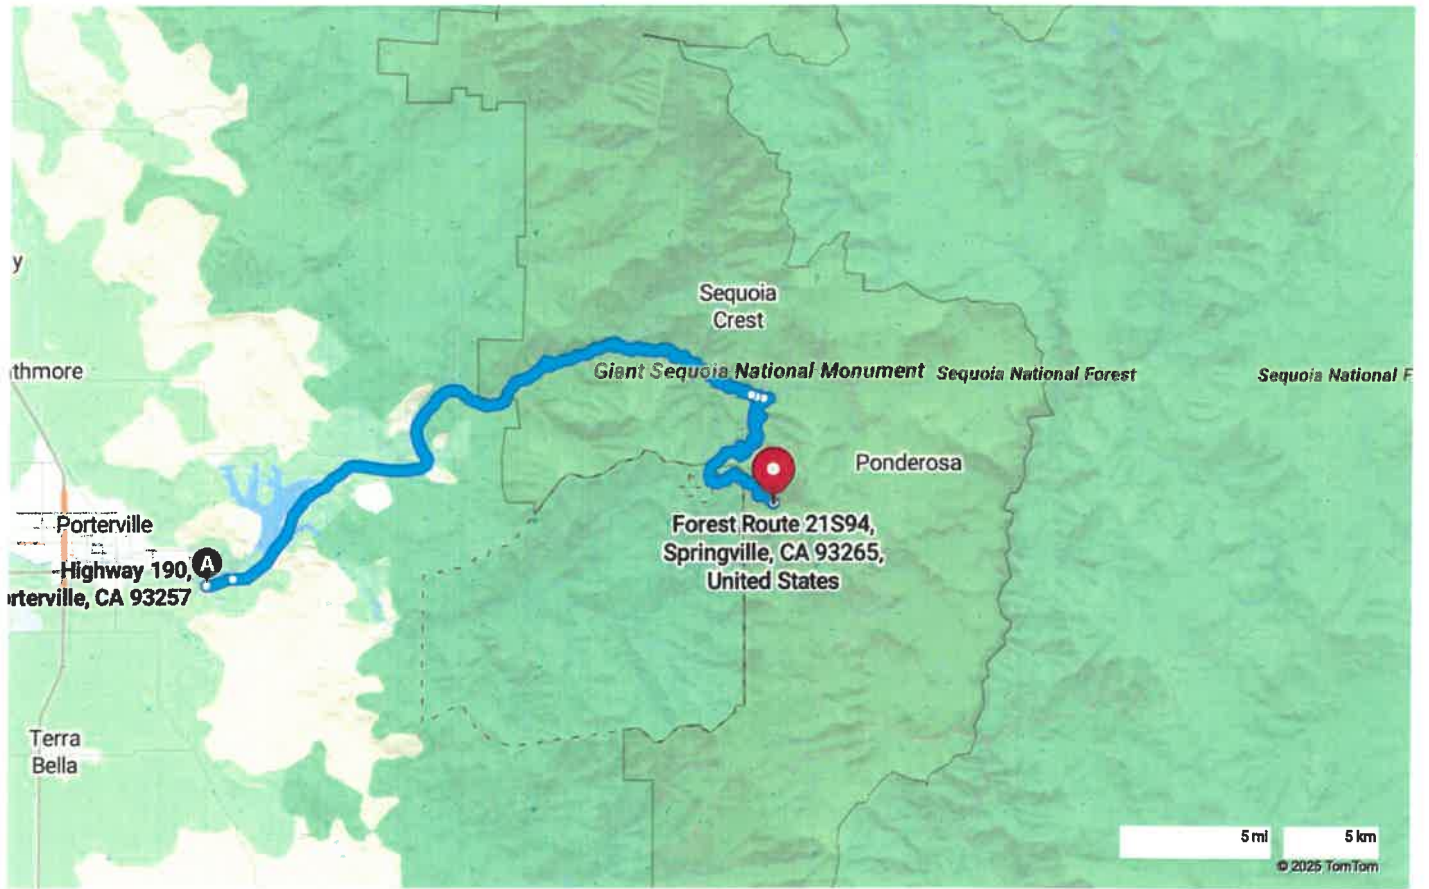 y
Sequoia
Crest
thmore
Giant Sequoia National Monument
Sequoia National Forest
Sequoia National F
Ponderosa
Porterville
A
Highway 190,
rterville, CA 93257
Forest Route 21S94,
Springville, CA 93265,
United States
Terra
Bella
5 mi
5 km
© 2025 TomTom